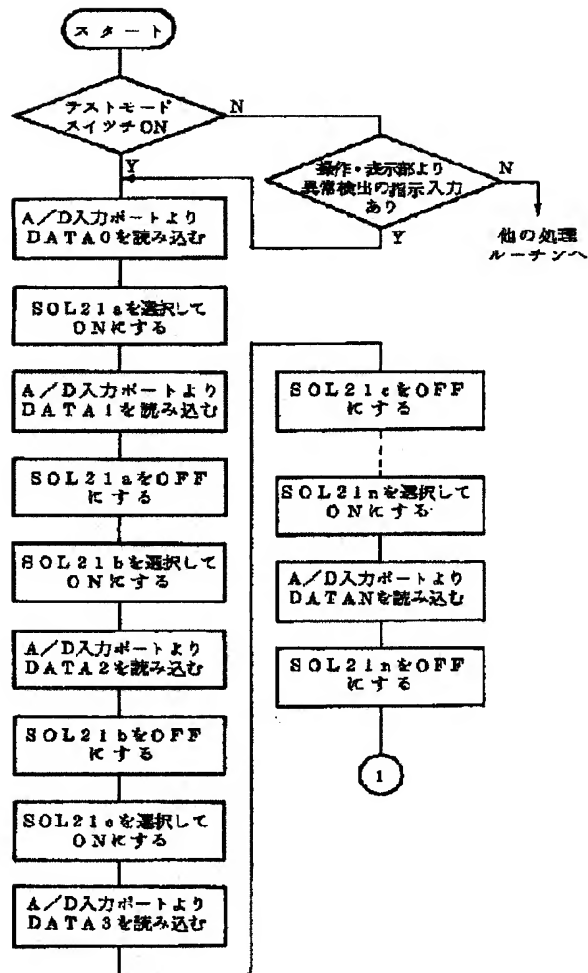 スタート
テストモード
スイッチON
N
Y
操作・表示部より
異常検出の指示入力
あり
N
Y
他の処理
ルーチンへ
A/D入力ポートより
DATA0を読み込む
SOL21aを選択して
ONにする
A/D入力ポートより
DATA1を読み込む
SOL21aをOFF
にする
SOL21bを選択して
ONにする
A/D入力ポートより
DATA2を読み込む
SOL21bをOFF
にする
SOL21cを選択して
ONにする
A/D入力ポートより
DATA3を読み込む
SOL21cをOFF
にする
SOL21nを選択して
ONにする
A/D入力ポートより
DATANを読み込む
SOL21nをOFF
にする
1